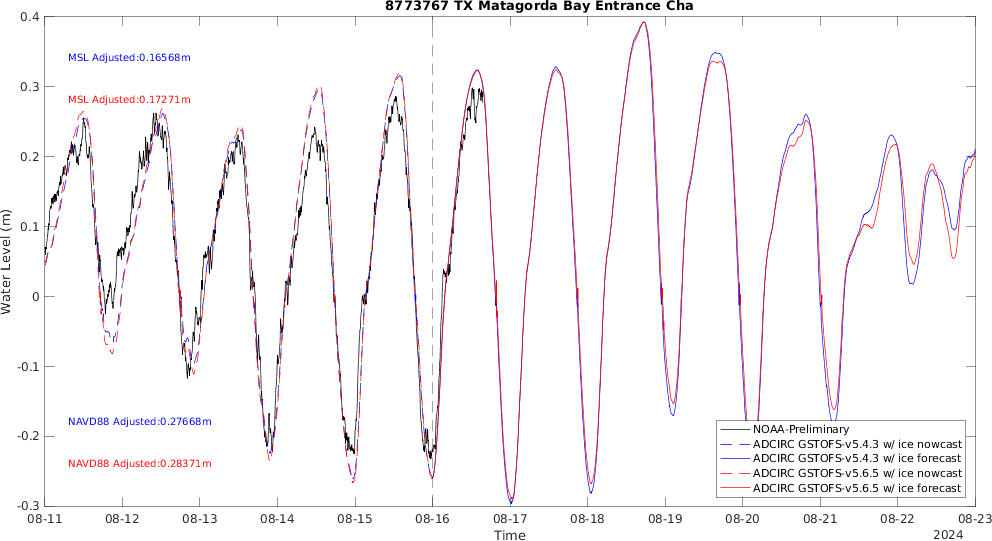 8773767 TX Matagorda Bay Entrance Cha
0.4
0.3
0.2
0.1
0
-0.1
-0.2
-0.3
Water Level (m)
MSL Adjusted:0.16568m
MSL Adjusted:0.17271m
NAVD88 Adjusted:0.27668m
NAVD88 Adjusted:0.28371m
NOAA-Preliminary
ADCIRC GSTOFS-v5.4.3 w/ ice nowcast
ADCIRC GSTOFS-v5.4.3 w/ ice forecast
ADCIRC GSTOFS-v5.6.5 w/ ice nowcast
ADCIRC GSTOFS-v5.6.5 w/ ice forecast
08-11 08-12 08-13 08-14 08-15 08-16 08-17 08-18 08-19 08-20 08-21 08-22 08-23
Time
2024